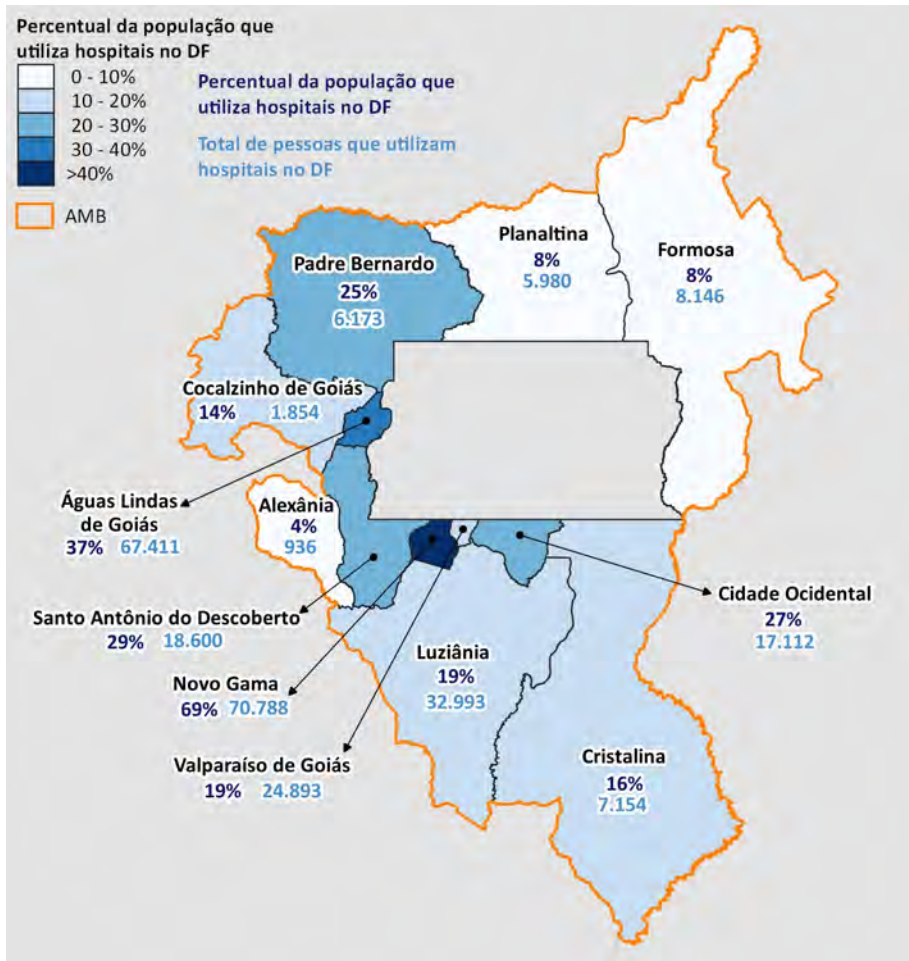 Percentual da população que
utiliza hospitais no DF
0 - 10%
10 - 20%
20 - 30%
30 - 40%
>40%
AMB
Percentual da população que
utiliza hospitais no DF
Total de pessoas que utilizam
hospitais no DF
Planaltina
8%
5.980
Formosa
8%
8.146
Padre Bernardo
25%
6.173
Cocalzinho de Goiás
14% 1.854
Águas Lindas
de Goiás
37% 67.411
Alexânia
4%
936
Santo Antônio do Descoberto
29% 18.600
Novo Gama
69% 70.788
Valparaíso de Goiás
19% 24.893
Luziânia
19%
32.993
Cidade Ocidental
27%
17.112
Cristalina
16%
7.154